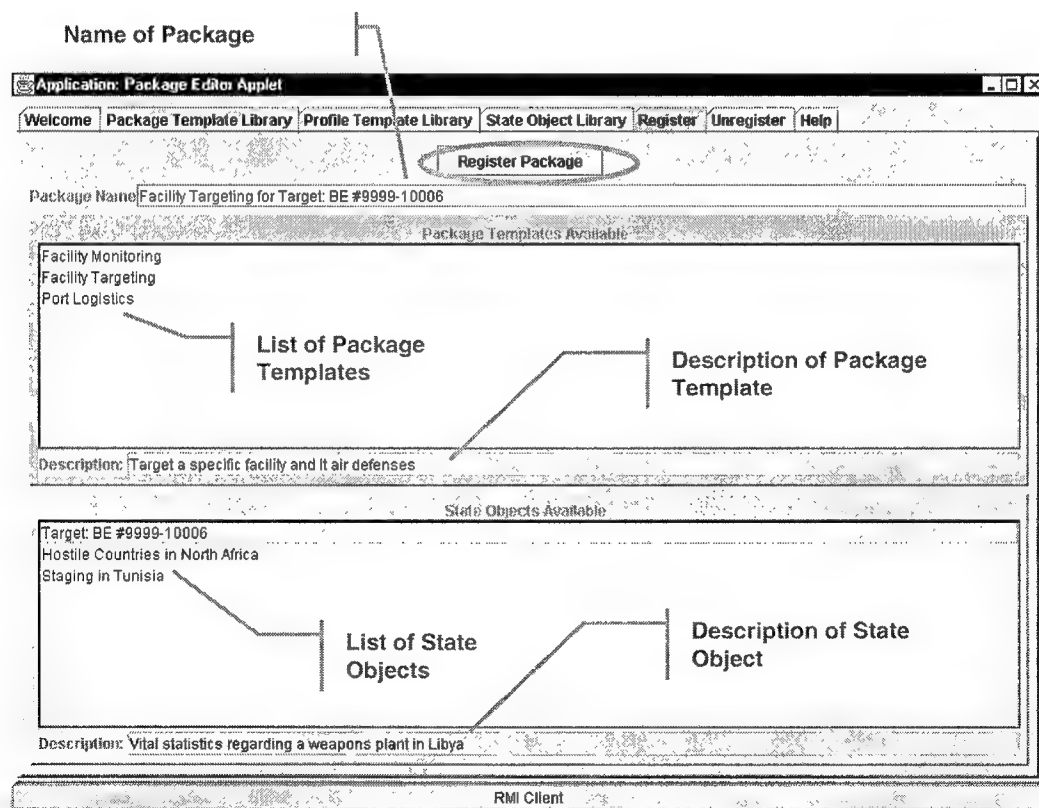 Name of Package
Application: Package Editor Applet
Welcome Package Template Library Profile Template Library State Object Library Register Unregister Help
Register Package
Package Name Facility Targeting for Target: BE #9999-10006
Package Templates Available
Facility Monitoring
Facility Targeting
Port Logistics
List of Package
Templates
Description of Package
Template
Description: Target a specific facility and it air defenses
State Objects Available
Target: BE #9999-10006
Hostile Countries in North Africa
Staging in Tunisia
List of State
Objects
Description of State
Object
Description: Vital statistics regarding a weapons plant in Libya
RMI Client